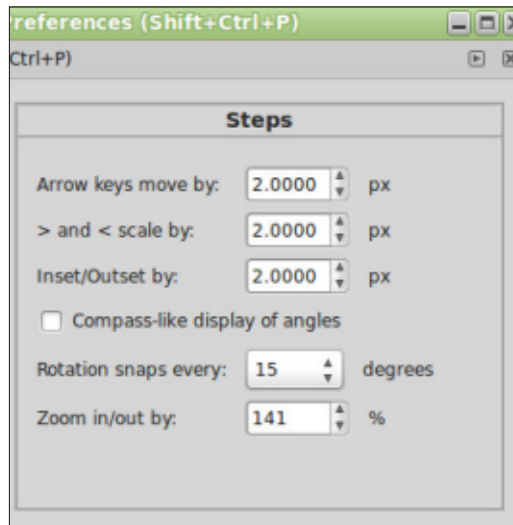 references (Shift+Ctrl+P)
Ctrl+P)
Steps
Arrow keys move by: 2.0000 px
> and < scale by: 2.0000 px
Inset/Outset by: 2.0000 px
Compass-like display of angles
Rotation snaps every: 15 degrees
Zoom in/out by: 141 %